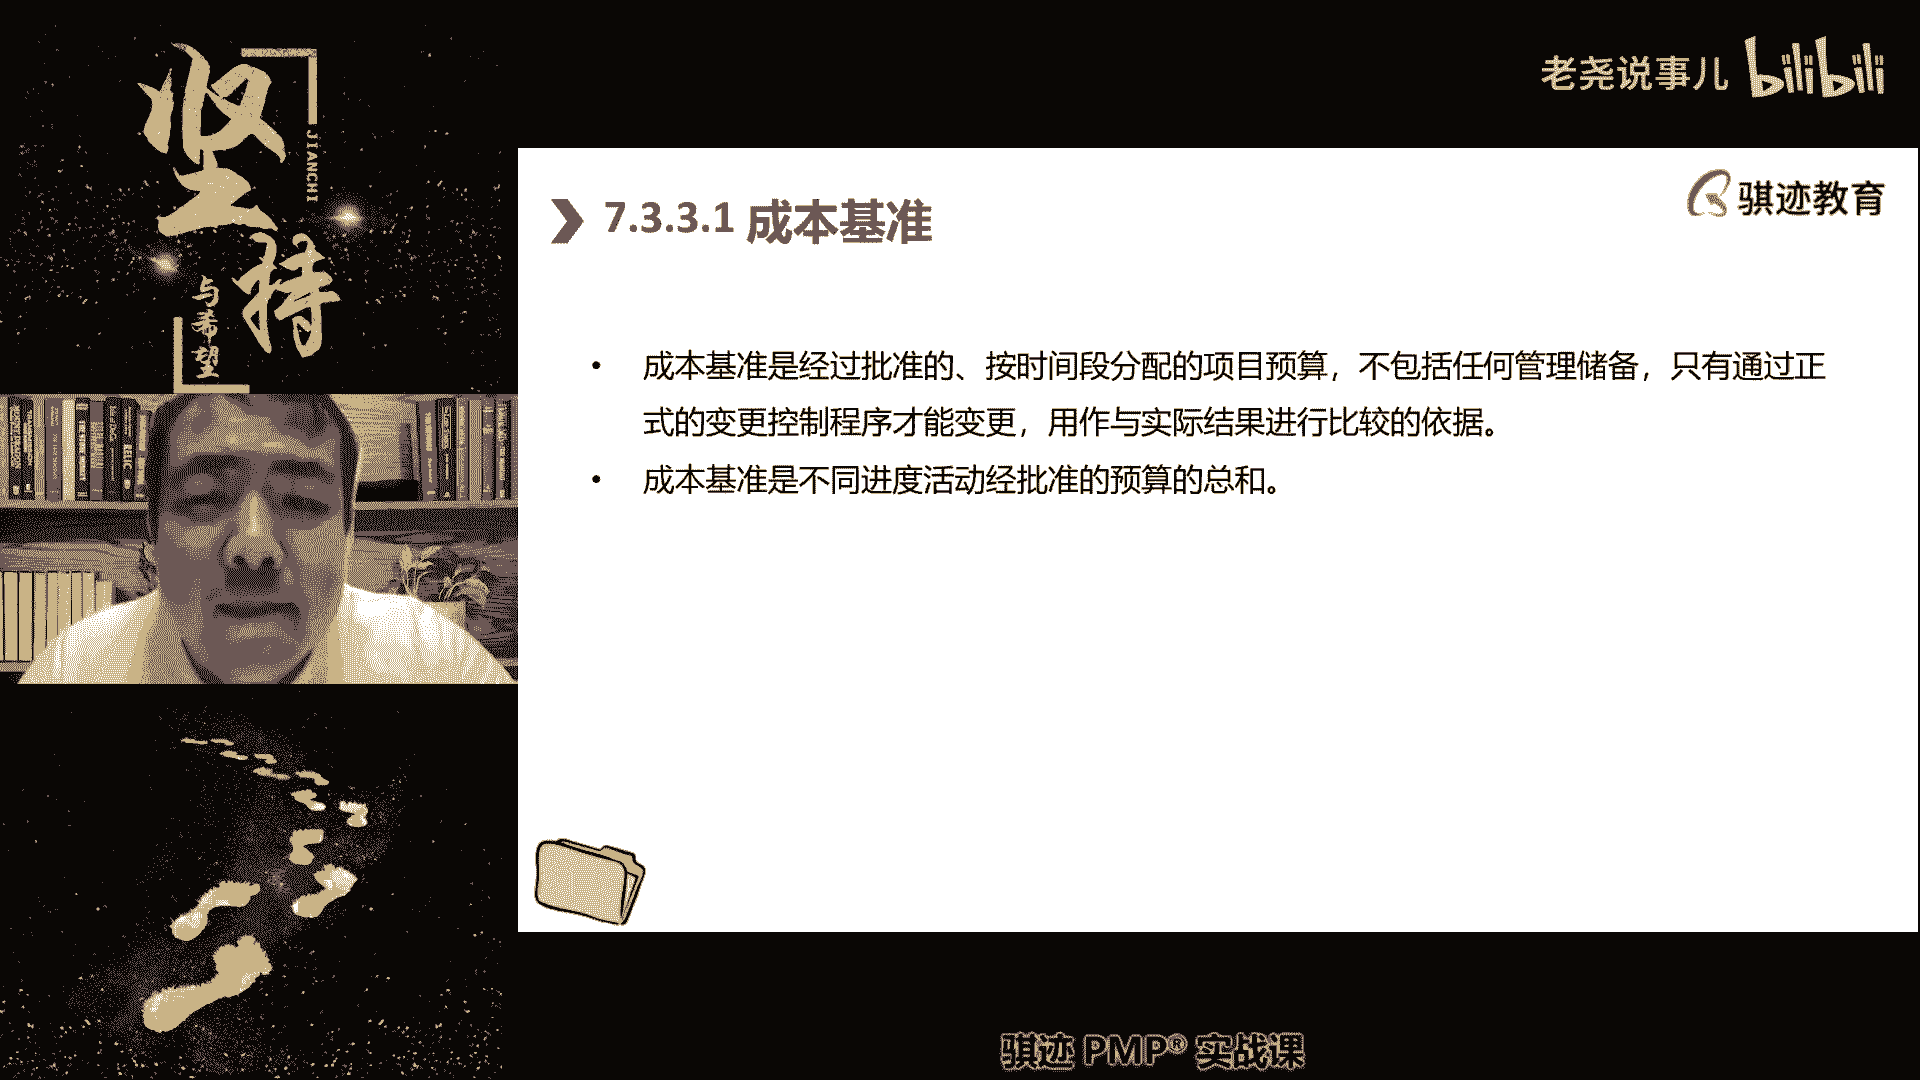 坚持
JIANCHI
与希望
老尧说事儿 bilibili
骐迹教育
7.3.3.1 成本基准
• 成本基准是经过批准的、按时间段分配的项目预算，不包括任何管理储备，只有通过正
式的变更控制程序才能变更，用作与实际结果进行比较的依据。
• 成本基准是不同进度活动经批准的预算的总和。
骐迹 PMP® 实战课